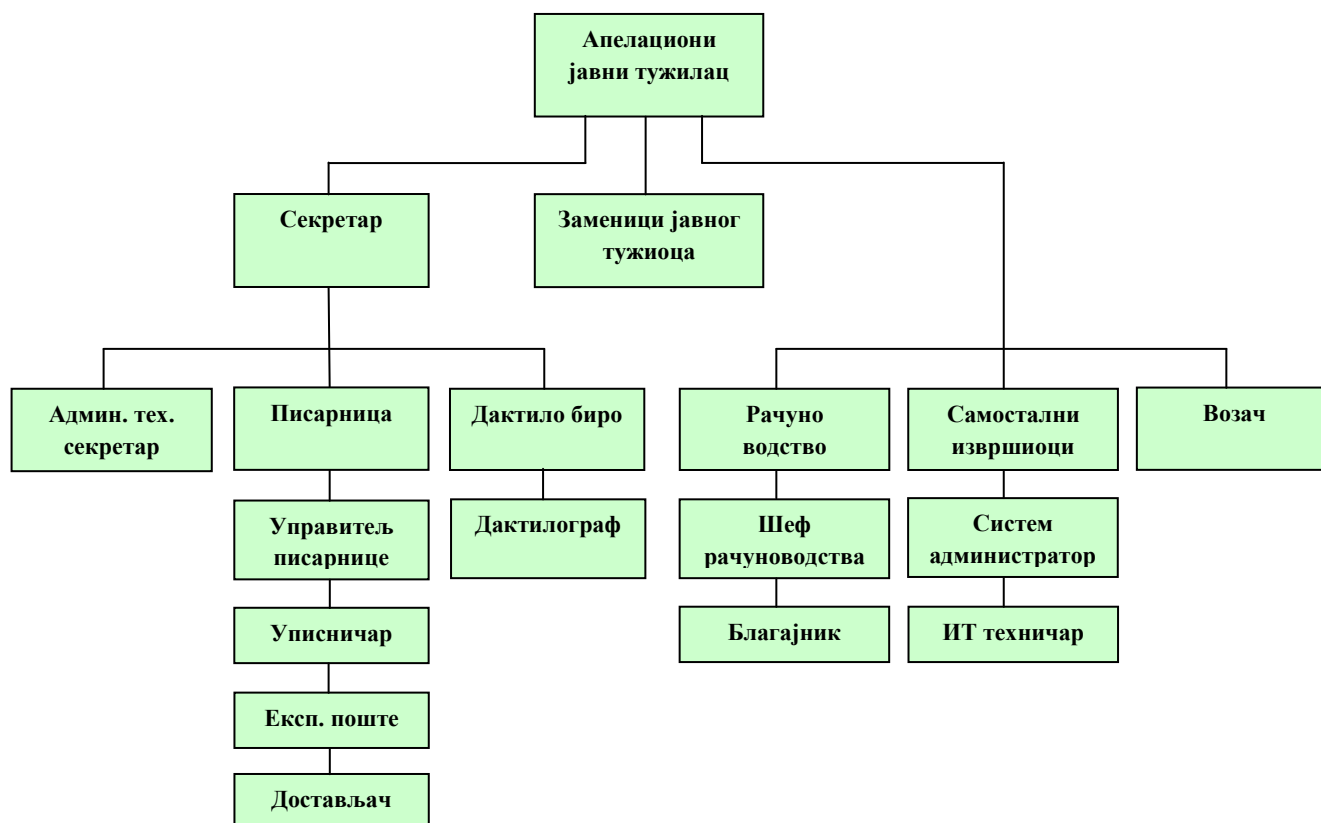 Апелациони
јавни тужилац
Секретар
Заменици јавног
тужиоца
Админ. тех.
секретар
Писарница
Дактило биро
Рачуно
водство
Самостални
извршиоци
Возач
Управитељ
писарнице
Дактилограф
Шеф
рачуноводства
Систем
администратор
Уписничар
Благајник
ИТ техничар
Експ. поште
Достављач